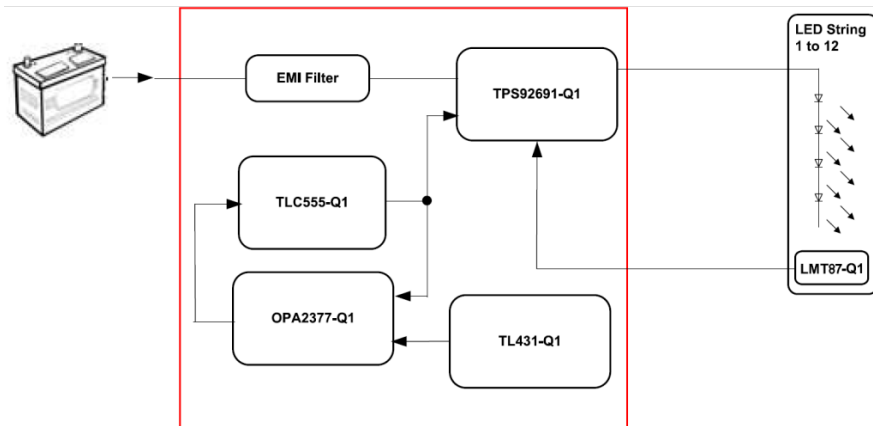 LED String
1 to 12
EMI Filter
TPS92691-Q1
TLC555-Q1
LMT87-Q1
OPA2377-Q1
TL431-Q1